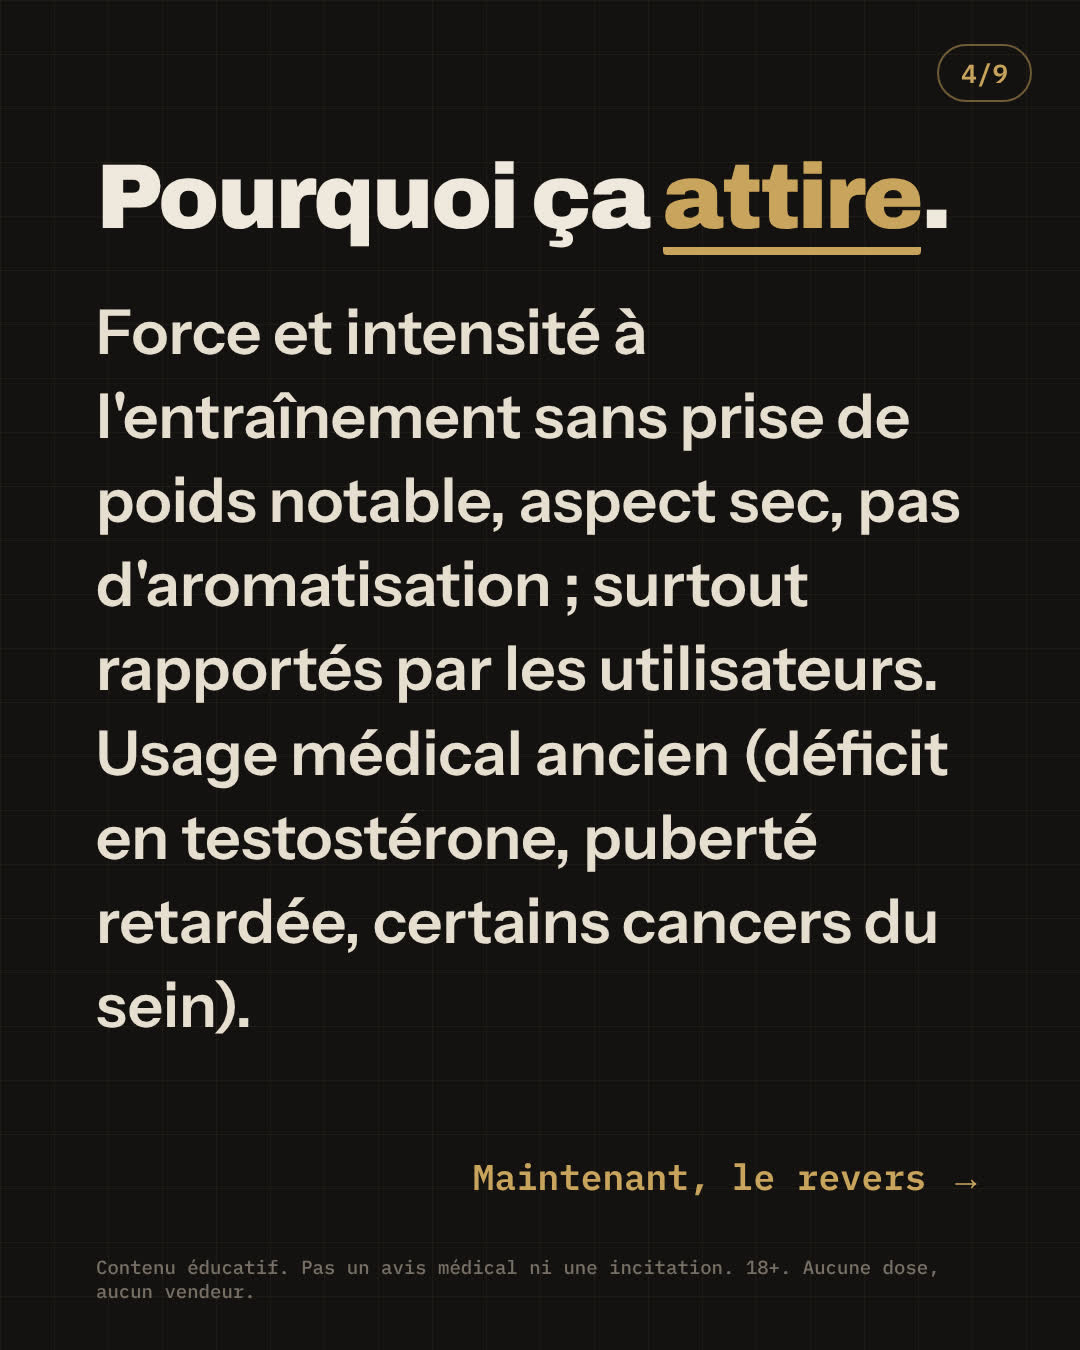 4/9
Pourquoi ça attire.
Force et intensité à
l'entraînement sans prise de
poids notable, aspect sec, pas
d'aromatisation ; surtout
rapportés par les utilisateurs.
Usage médical ancien (déficit
en testostérone, puberté
retardée, certains cancers du
sein).
Maintenant, le revers →
Contenu éducatif. Pas un avis médical ni une incitation. 18+. Aucune dose,
aucun vendeur.